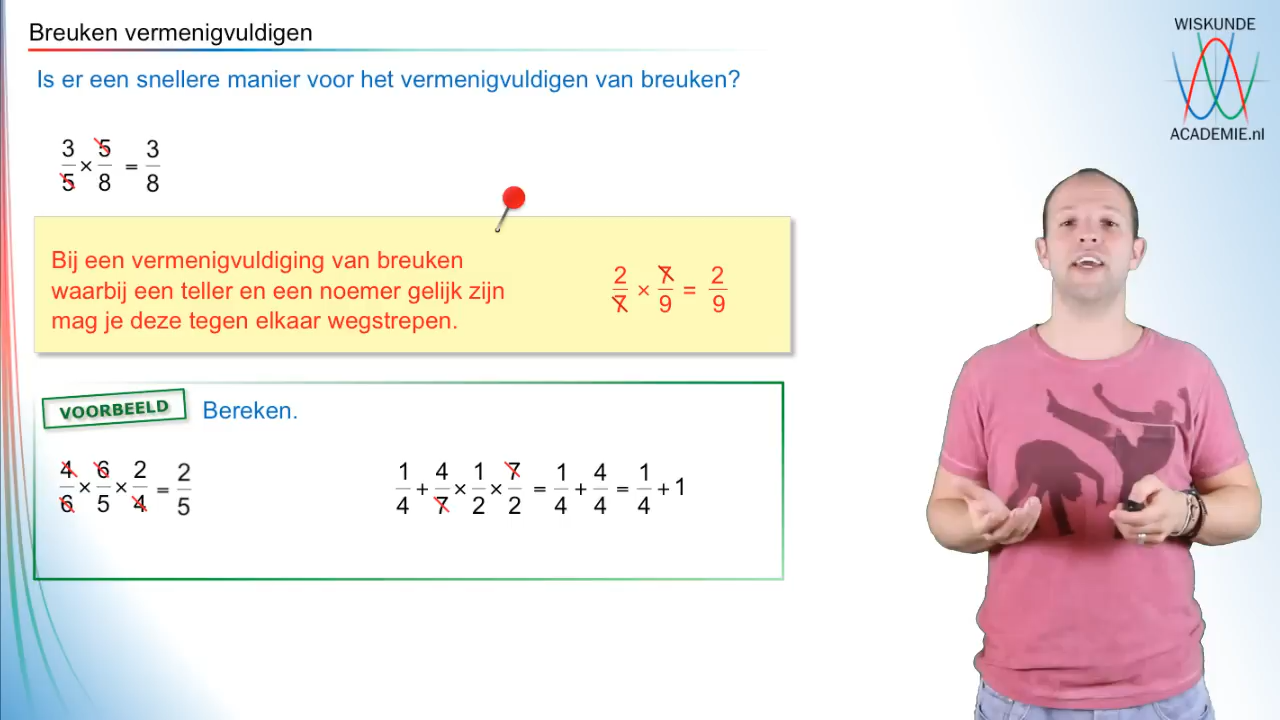 Breuken vermenigvuldigen
WISKUNDE
ACADEMIE.nl
Is er een snellere manier voor het vermenigvuldigen van breuken?
3/5 × 5/8 = 3/8
Bij een vermenigvuldiging van breuken
waarbij een teller en een noemer gelijk zijn
mag je deze tegen elkaar wegstrepen.
2/7 × 7/9 = 2/9
VOORBEELD
Bereken.
4/6 × 6/5 × 2/4 = 2/5
1/4 + 4/7 × 1/2 × 7/2 = 1/4 + 4/4 = 1/4 + 1